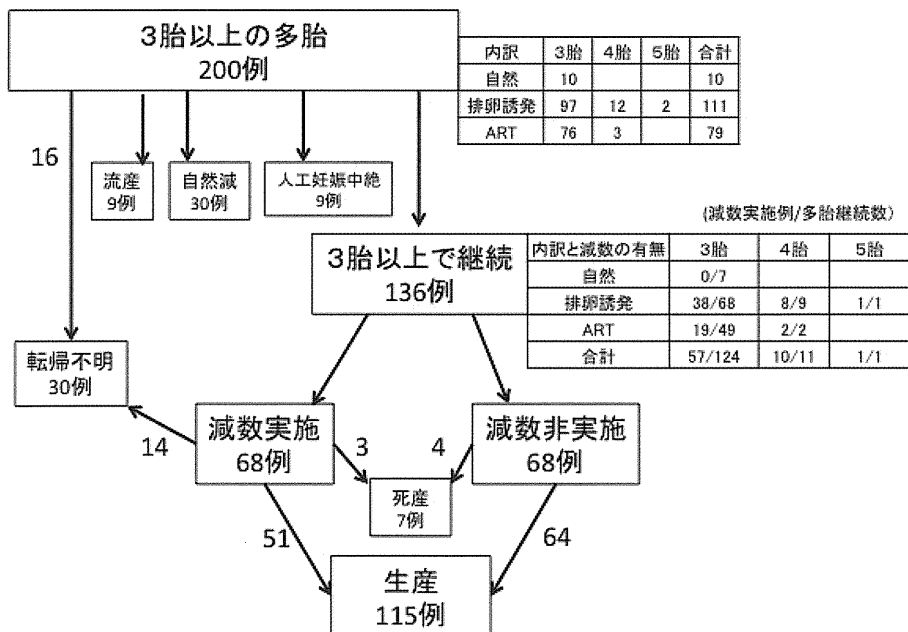 3胎以上の多胎
200例
内訳 3胎 4胎 5胎 合計
自然 10 10
排卵誘発 97 12 2 111
ART 76 3 79
16
流産
9例
自然減
30例
人工妊娠中絶
9例
(減数実施例/多胎継続数)
3胎以上で継続
136例
内訳と減数の有無 3胎 4胎 5胎
自然 0/7
排卵誘発 38/68 8/9 1/1
ART 19/49 2/2
合計 57/124 10/11 1/1
転帰不明
30例
14
減数実施
68例
3
4
減数非実施
68例
死産
7例
51
64
生産
115例